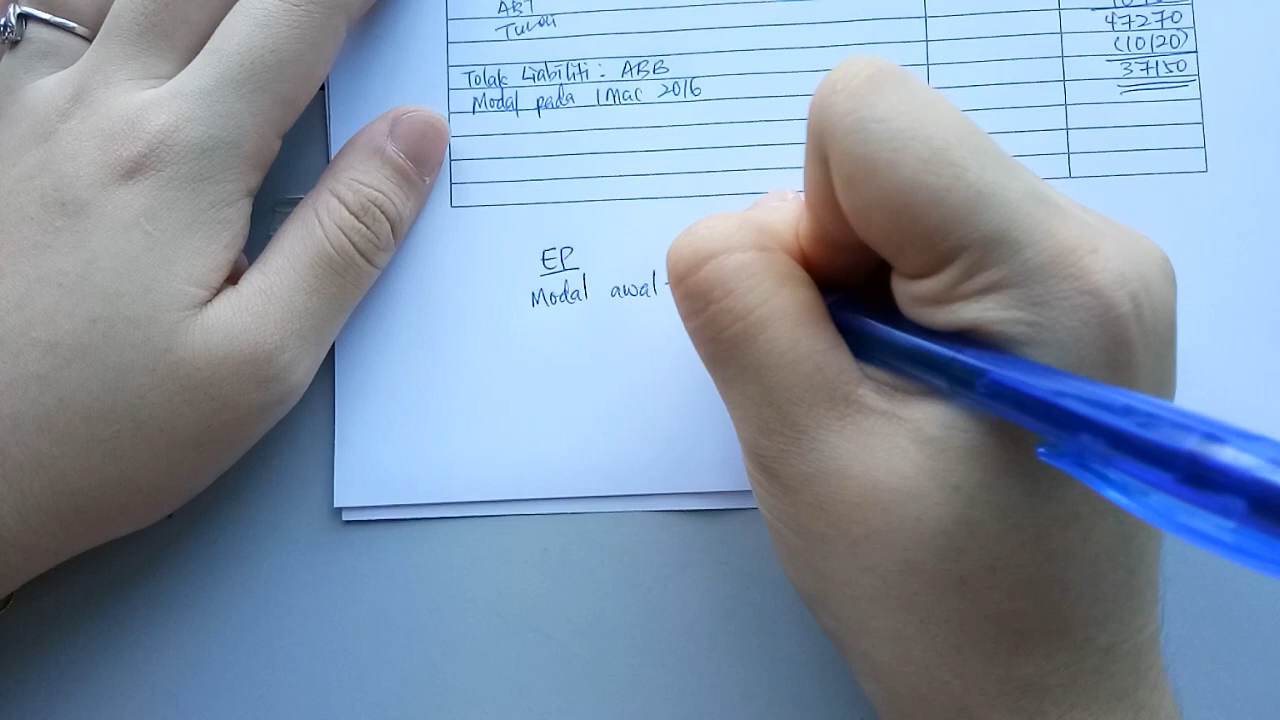 ABT
Tunai
47270
(10120)
Tolak Liabiliti : ABB
37150
Modal pada 1 Mac 2016
EP
Modal awal